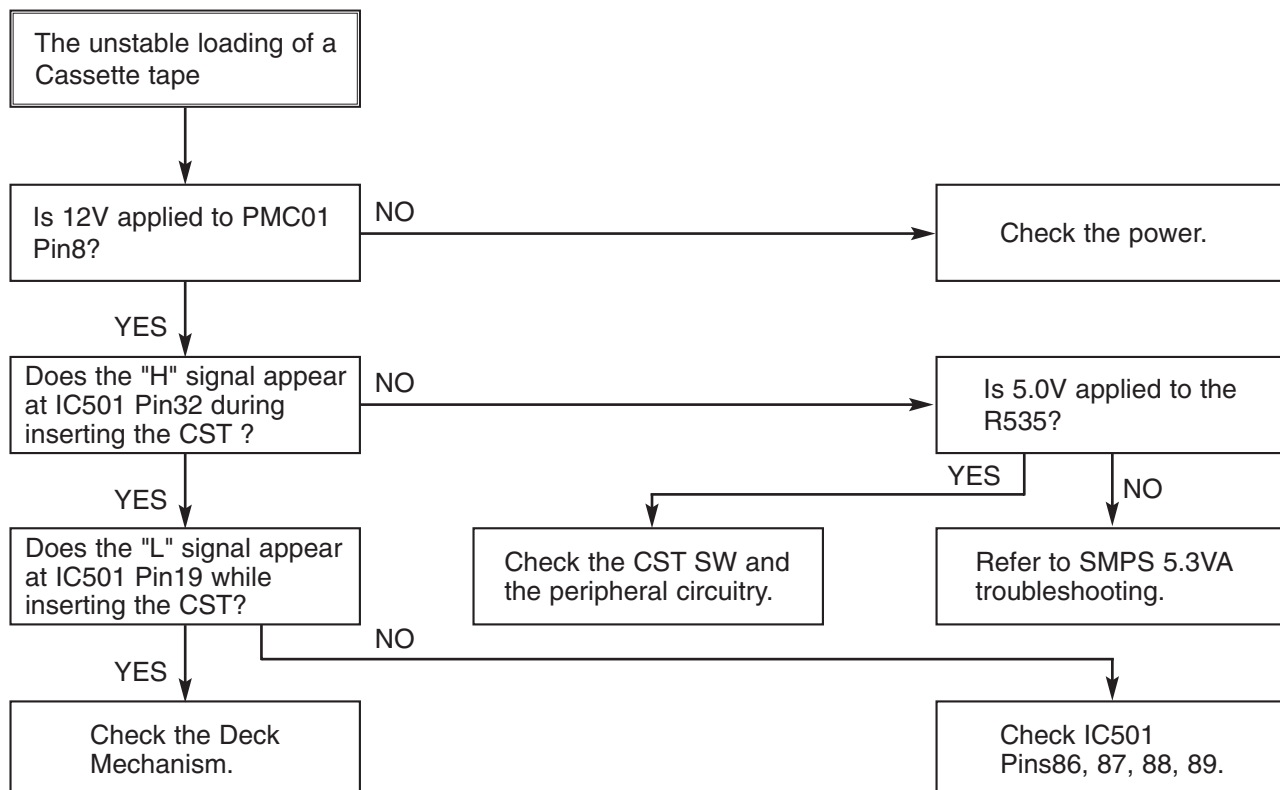 The unstable loading of a
Cassette tape
Is 12V applied to PMC01
Pin8?
NO
Check the power.
YES
Does the "H" signal appear
at IC501 Pin32 during
inserting the CST ?
NO
Is 5.0V applied to the
R535?
YES
YES
NO
Does the "L" signal appear
at IC501 Pin19 while
inserting the CST?
Check the CST SW and
the peripheral circuitry.
Refer to SMPS 5.3VA
troubleshooting.
YES
NO
Check the Deck
Mechanism.
Check IC501
Pins86, 87, 88, 89.